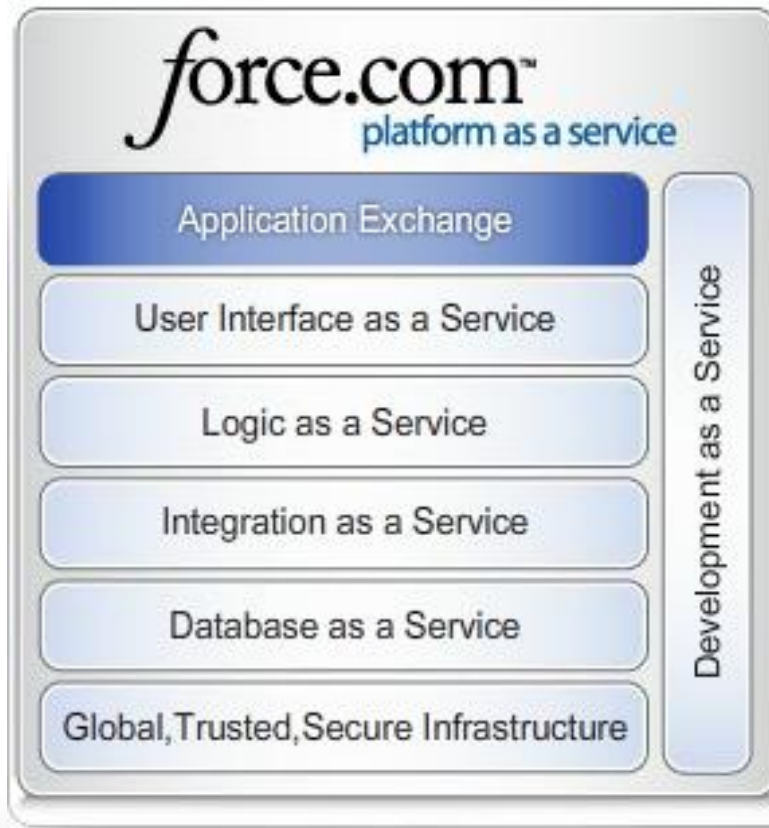 force.com™
platform as a service
Application Exchange
User Interface as a Service
Logic as a Service
Integration as a Service
Database as a Service
Global,Trusted,Secure Infrastructure
Development as a Service